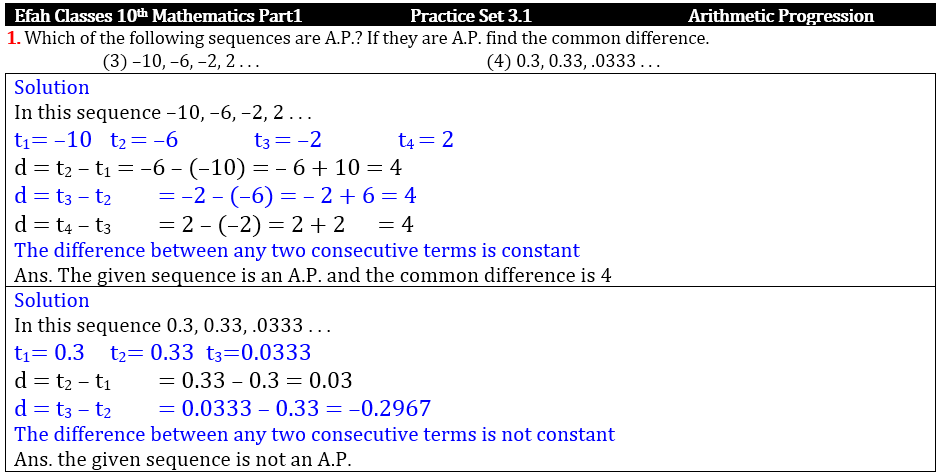 Efah Classes 10th Mathematics Part1 Practice Set 3.1 Arithmetic Progression
1. Which of the following sequences are A.P.? If they are A.P. find the common difference.
(3) –10, –6, –2, 2 . . . (4) 0.3, 0.33, .0333 . . .
Solution
In this sequence –10, –6, –2, 2 . . .
t₁= –10 t₂ = –6 t₃ = –2 t₄ = 2
d = t₂ – t₁ = –6 – (–10) = – 6 + 10 = 4
d = t₃ – t₂ = –2 – (–6) = – 2 + 6 = 4
d = t₄ – t₃ = 2 – (–2) = 2 + 2 = 4
The difference between any two consecutive terms is constant
Ans. The given sequence is an A.P. and the common difference is 4
Solution
In this sequence 0.3, 0.33, .0333 . . .
t₁= 0.3 t₂= 0.33 t₃=0.0333
d = t₂ – t₁ = 0.33 – 0.3 = 0.03
d = t₃ – t₂ = 0.0333 – 0.33 = –0.2967
The difference between any two consecutive terms is not constant
Ans. the given sequence is not an A.P.